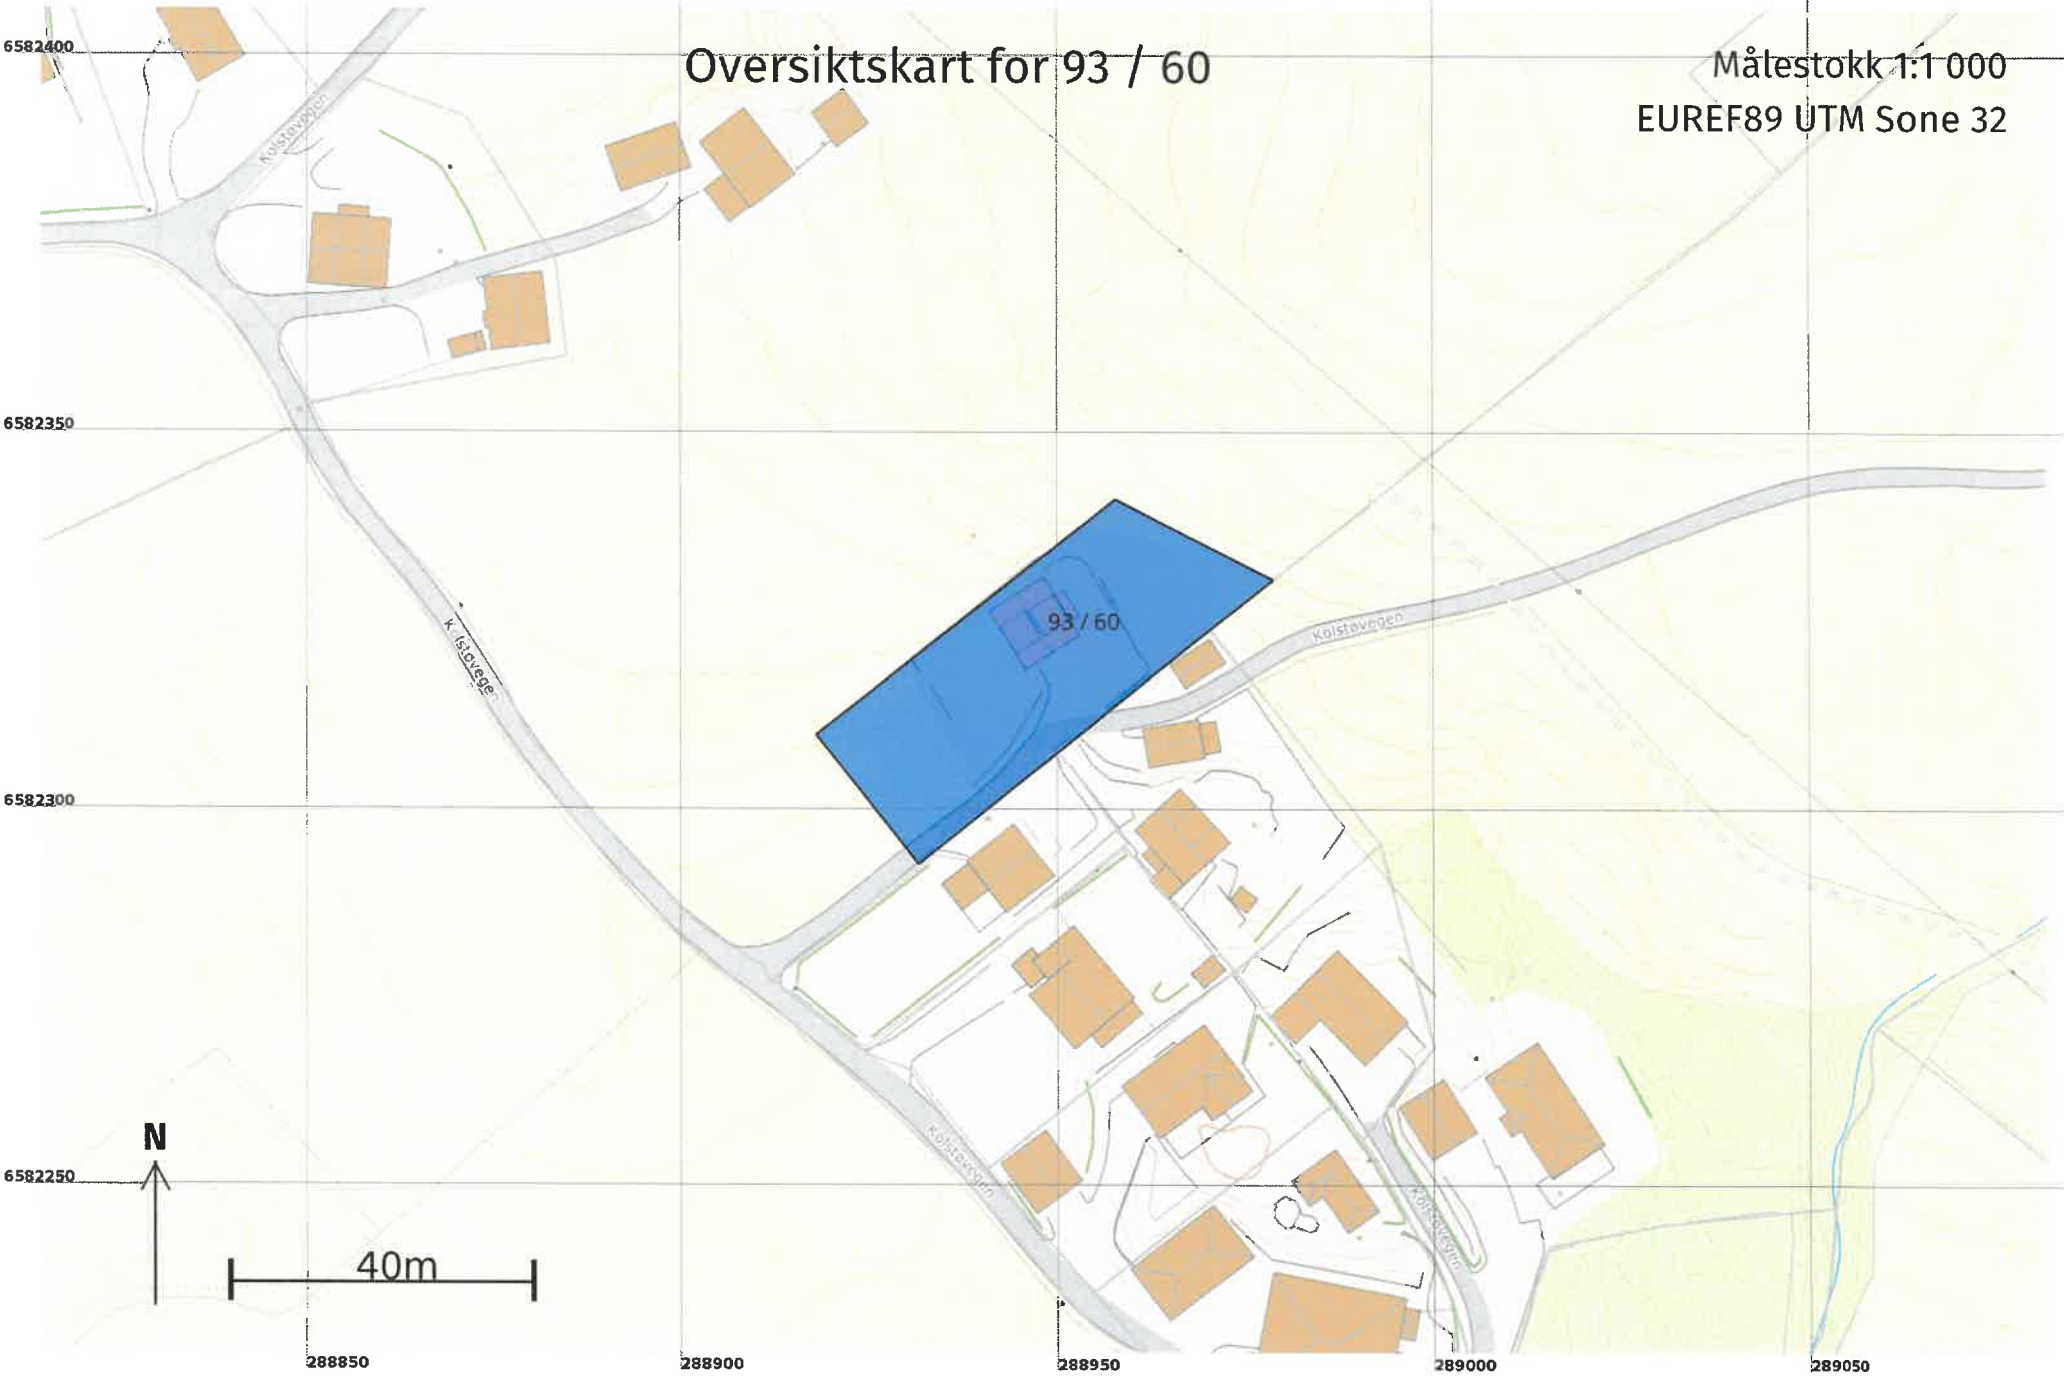 6582400
Oversiktskart for 93 / 60
Målestokk 1:1 000
EUREF89 UTM Sone 32
Kolstøvegen
6582350
93 / 60
Kolstøvegen
K lstøvegen
6582300
Kolstøvegen
N
6582250
Kolstøvegen
40m
288850
288900
288950
289000
289050